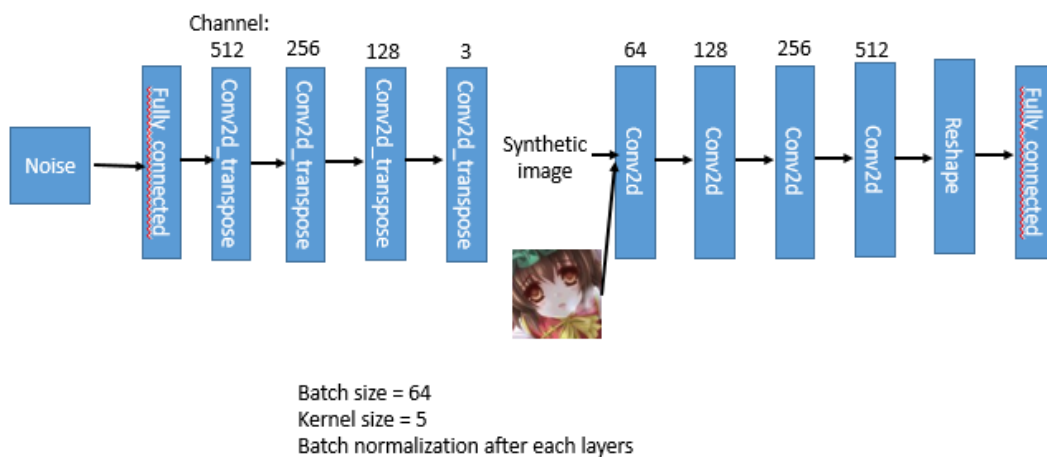 Channel:
512 256 128 3 64 128 256 512
Noise
Fully_connected
Conv2d_transpose
Conv2d_transpose
Conv2d_transpose
Conv2d_transpose
Synthetic
image
Conv2d
Conv2d
Conv2d
Conv2d
Reshape
Fully_connected
Batch size = 64
Kernel size = 5
Batch normalization after each layers